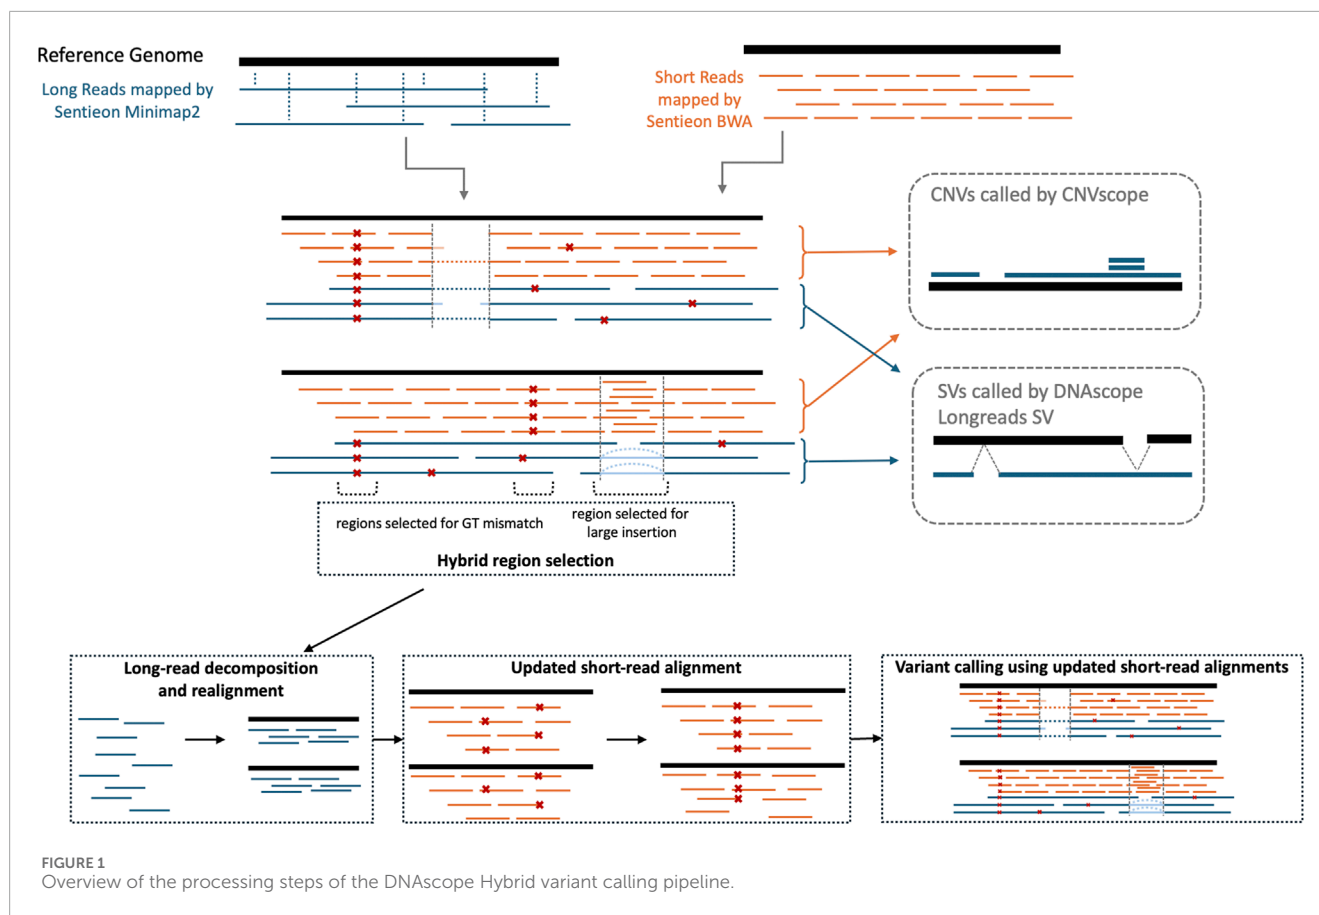 Reference Genome
Long Reads mapped by
Sentieon Minimap2
Short Reads
mapped by
Sentieon BWA
CNVs called by CNVscope
SVs called by DNAscope
Longreads SV
regions selected for GT mismatch
region selected for
large insertion
Hybrid region selection
Long-read decomposition
and realignment
Updated short-read alignment
Variant calling using updated short-read alignments
FIGURE 1
Overview of the processing steps of the DNAscope Hybrid variant calling pipeline.